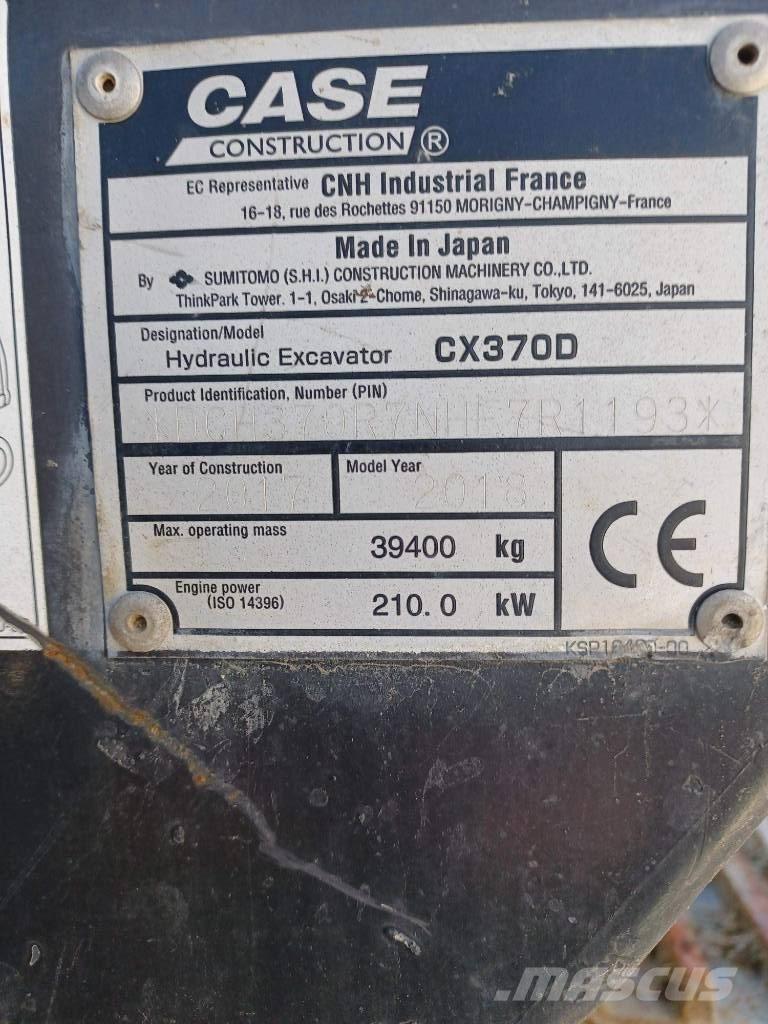 CASE
CONSTRUCTION ®
EC Representative CNH Industrial France
16-18, rue des Rochettes 91150 MORIGNY-CHAMPIGNY-France
Made In Japan
By SUMITOMO (S.H.I.) CONSTRUCTION MACHINERY CO.,LTD.
ThinkPark Tower. 1-1, Osaki 2-Chome, Shinagawa-ku, Tokyo, 141-6025, Japan
Designation/Model
Hydraulic Excavator CX370D
Product Identification, Number (PIN)
Year of Construction Model Year
2017 2018
Max. operating mass
39400 kg
Engine power
(ISO 14396) 210.0 kW
CE
MASCUS